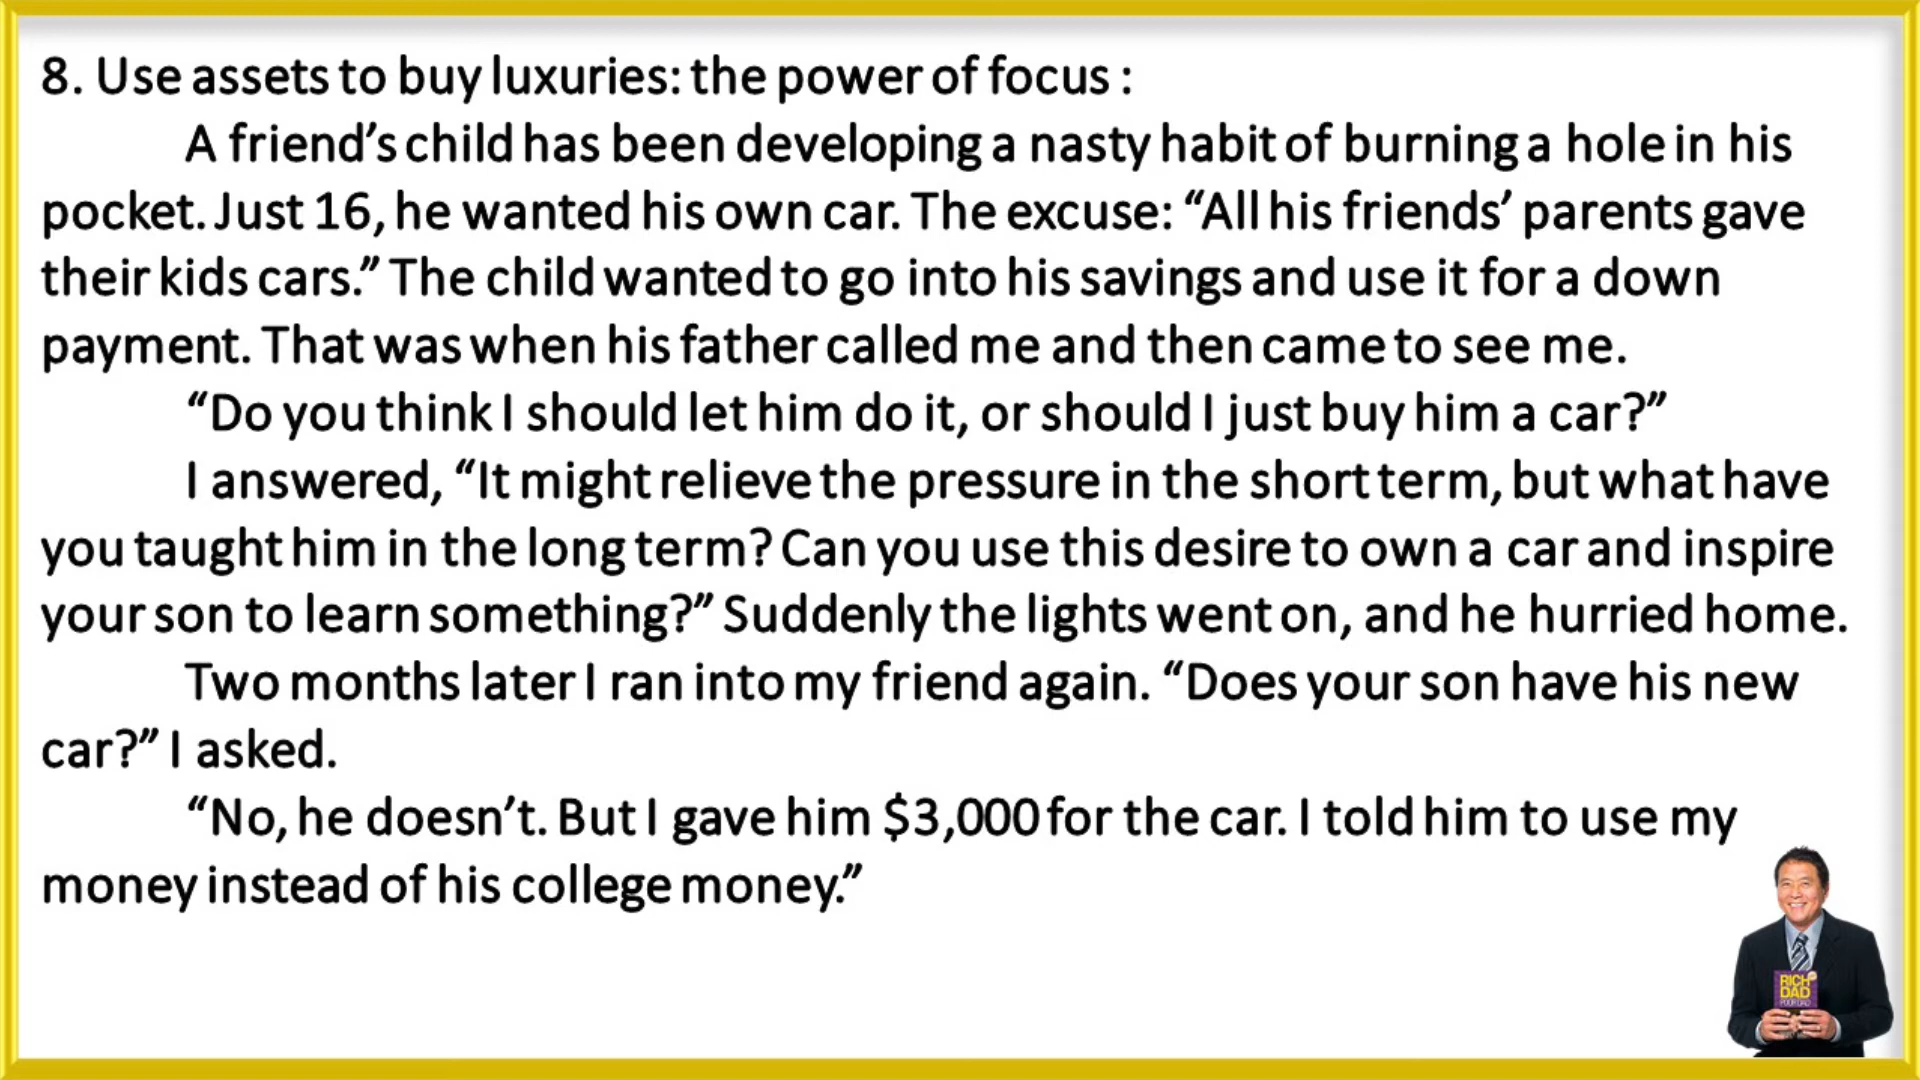 8. Use assets to buy luxuries: the power of focus :
A friend’s child has been developing a nasty habit of burning a hole in his
pocket. Just 16, he wanted his own car. The excuse: “All his friends’ parents gave
their kids cars.” The child wanted to go into his savings and use it for a down
payment. That was when his father called me and then came to see me.
“Do you think I should let him do it, or should I just buy him a car?”
I answered, “It might relieve the pressure in the short term, but what have
you taught him in the long term? Can you use this desire to own a car and inspire
your son to learn something?” Suddenly the lights went on, and he hurried home.
Two months later I ran into my friend again. “Does your son have his new
car?” I asked.
“No, he doesn’t. But I gave him $3,000 for the car. I told him to use my
money instead of his college money.”
RICH
DAD
POOR DAD